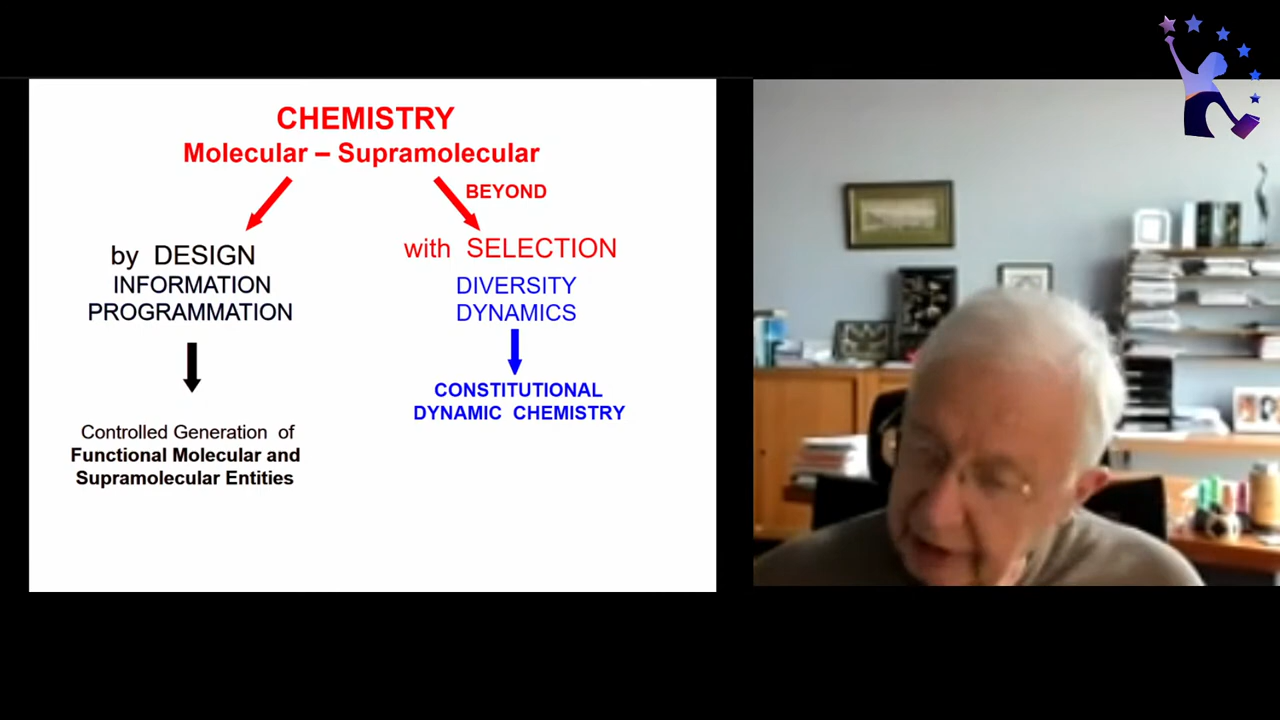 CHEMISTRY
Molecular – Supramolecular
BEYOND
by DESIGN
INFORMATION
PROGRAMMATION
with SELECTION
DIVERSITY
DYNAMICS
CONSTITUTIONAL
DYNAMIC CHEMISTRY
Controlled Generation of
Functional Molecular and
Supramolecular Entities